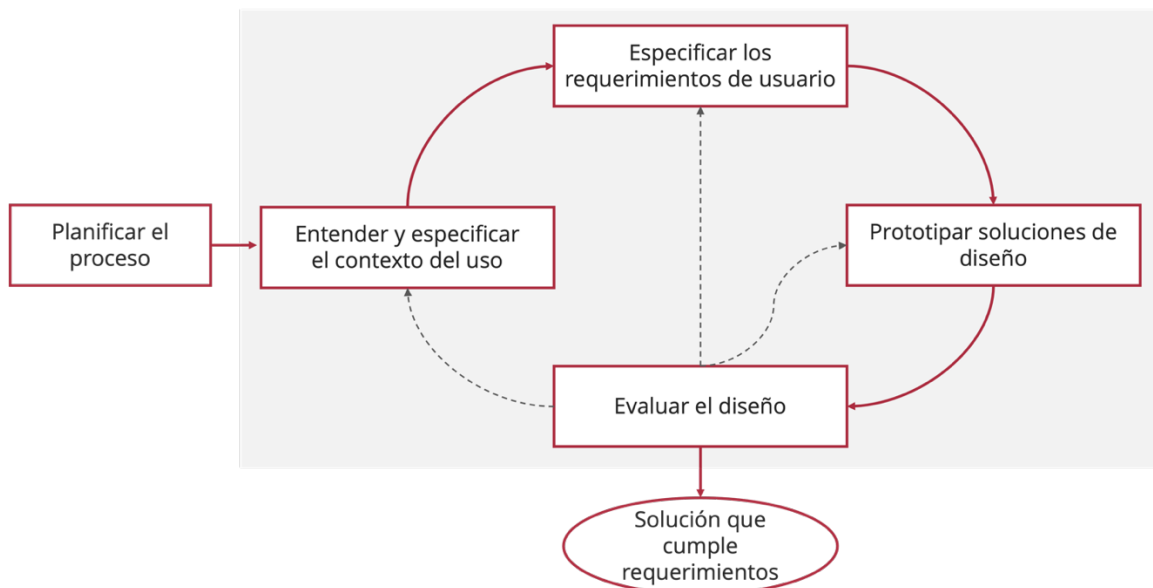 Especificar los
requerimientos de usuario
Planificar el
proceso
Entender y especificar
el contexto del uso
Prototipar soluciones de
diseño
Evaluar el diseño
Solución que
cumple
requerimientos